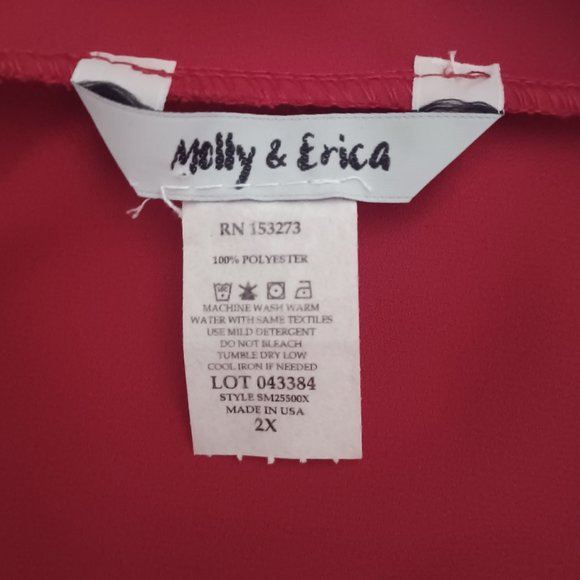 Molly & Erica
RN 153273
100% POLYESTER
MACHINE WASH WARM
WATER WITH SAME TEXTILES
USE MILD DETERGENT
DO NOT BLEACH
TUMBLE DRY LOW
COOL IRON IF NEEDED
LOT 043384
STYLE SM25500X
MADE IN USA
2X